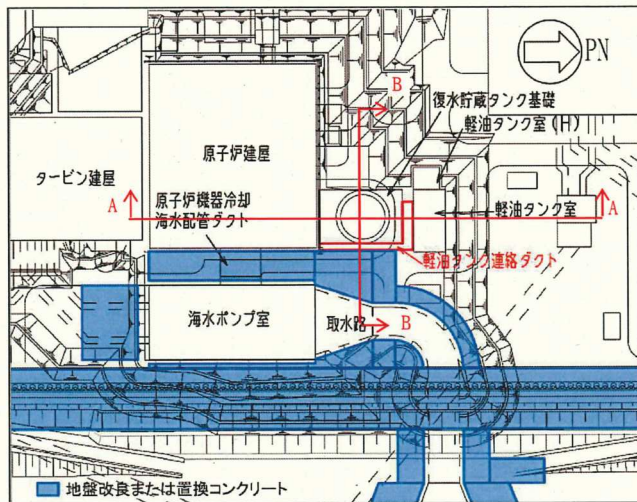 PN
B
復水貯蔵タンク基礎
軽油タンク室(H)
原子炉建屋
タービン建屋
A
原子炉機器冷却
海水配管ダクト
軽油タンク室
A
軽油タンク連絡ダクト
海水ポンプ室
取水路
B
地盤改良または置換コンクリート